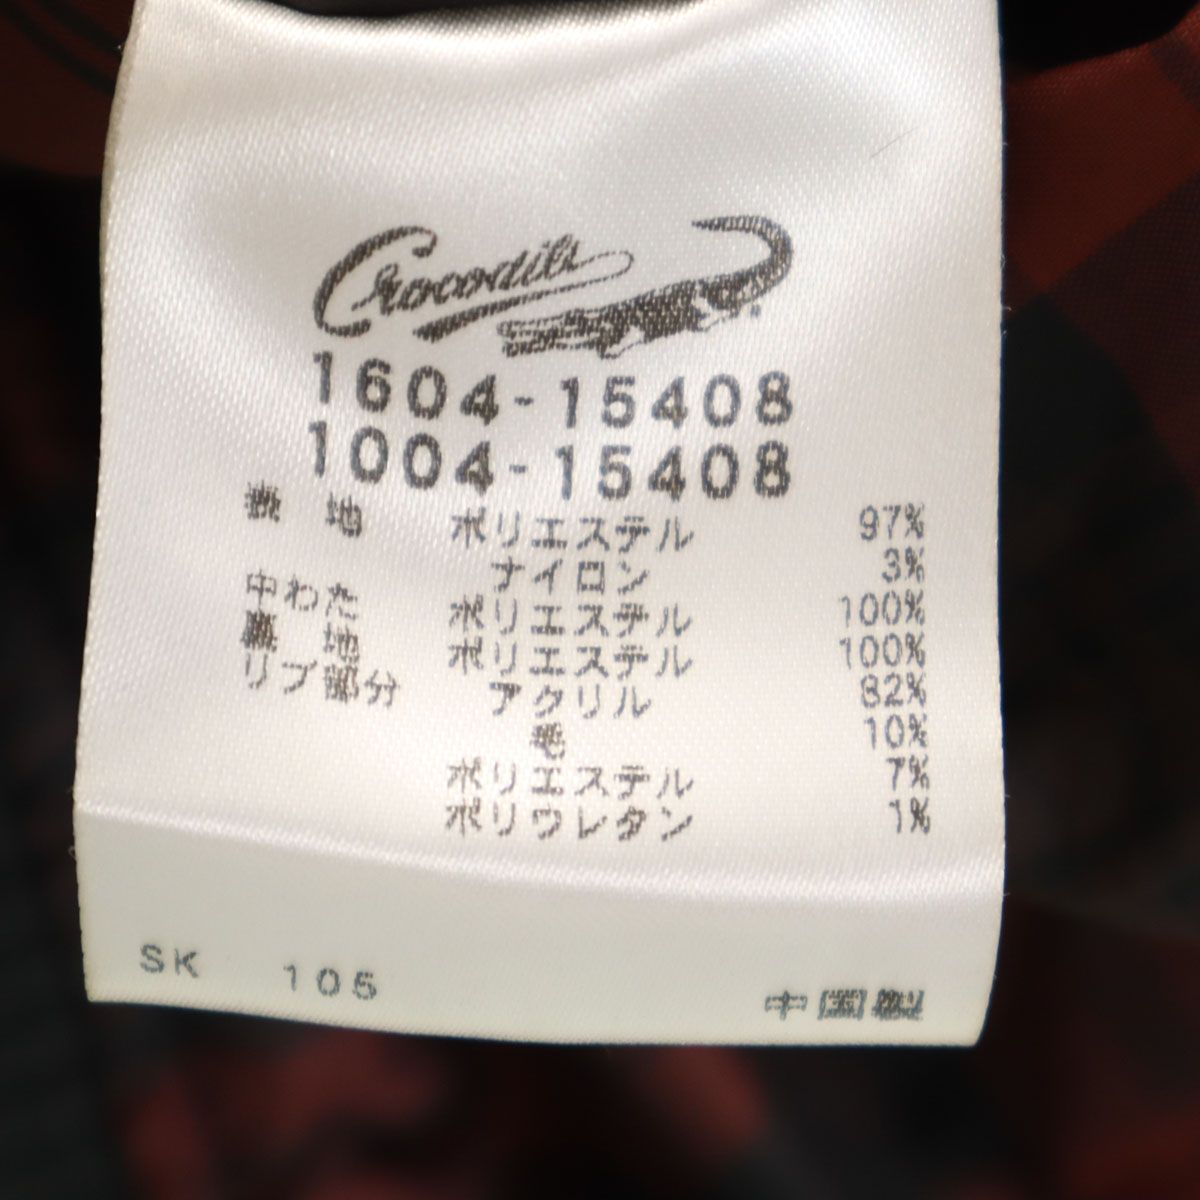 Crocodile
1604-15408
1004-15408
表 地 ポリエステル 97%
ナイロン 3%
中わた ポリエステル 100%
裏 地 ポリエステル 100%
リブ部分 アクリル 82%
毛 10%
ポリエステル 7%
ポリウレタン 1%
SK 105 中国製